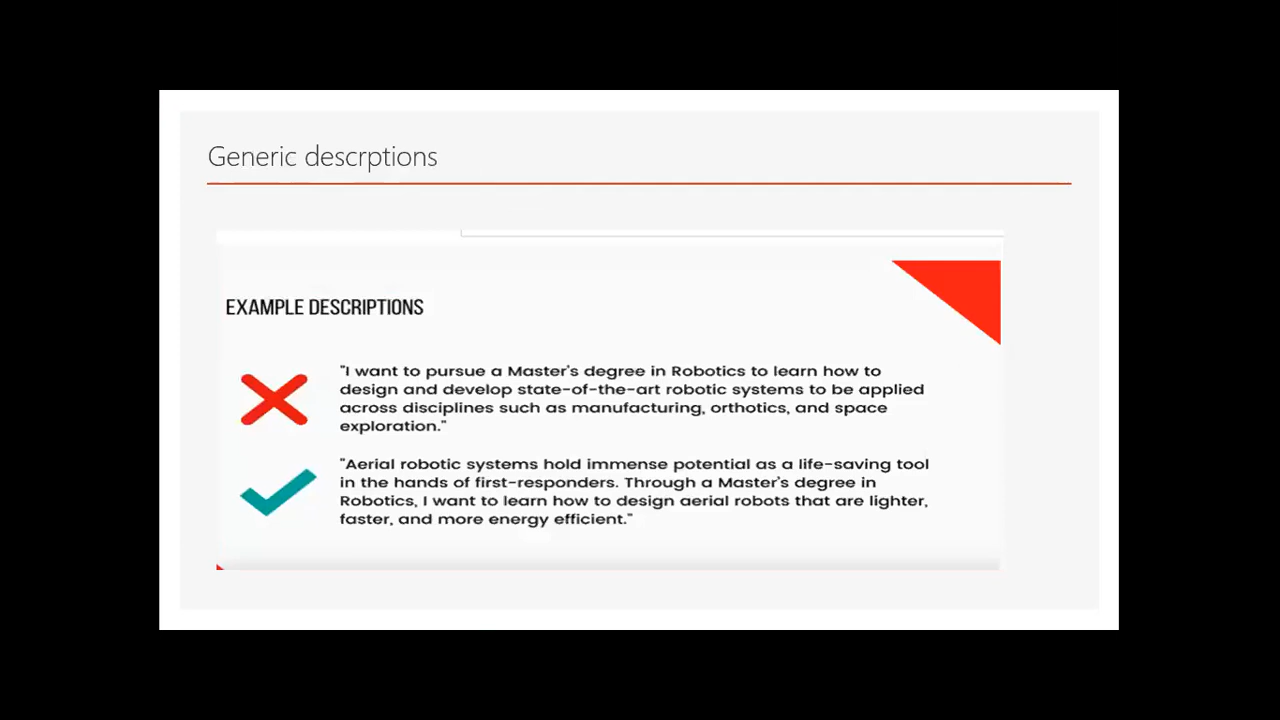 Generic descrptions
EXAMPLE DESCRIPTIONS
"I want to pursue a Master's degree in Robotics to learn how to
design and develop state-of-the-art robotic systems to be applied
across disciplines such as manufacturing, orthotics, and space
exploration."
"Aerial robotic systems hold immense potential as a life-saving tool
in the hands of first-responders. Through a Master's degree in
Robotics, I want to learn how to design aerial robots that are lighter,
faster, and more energy efficient."